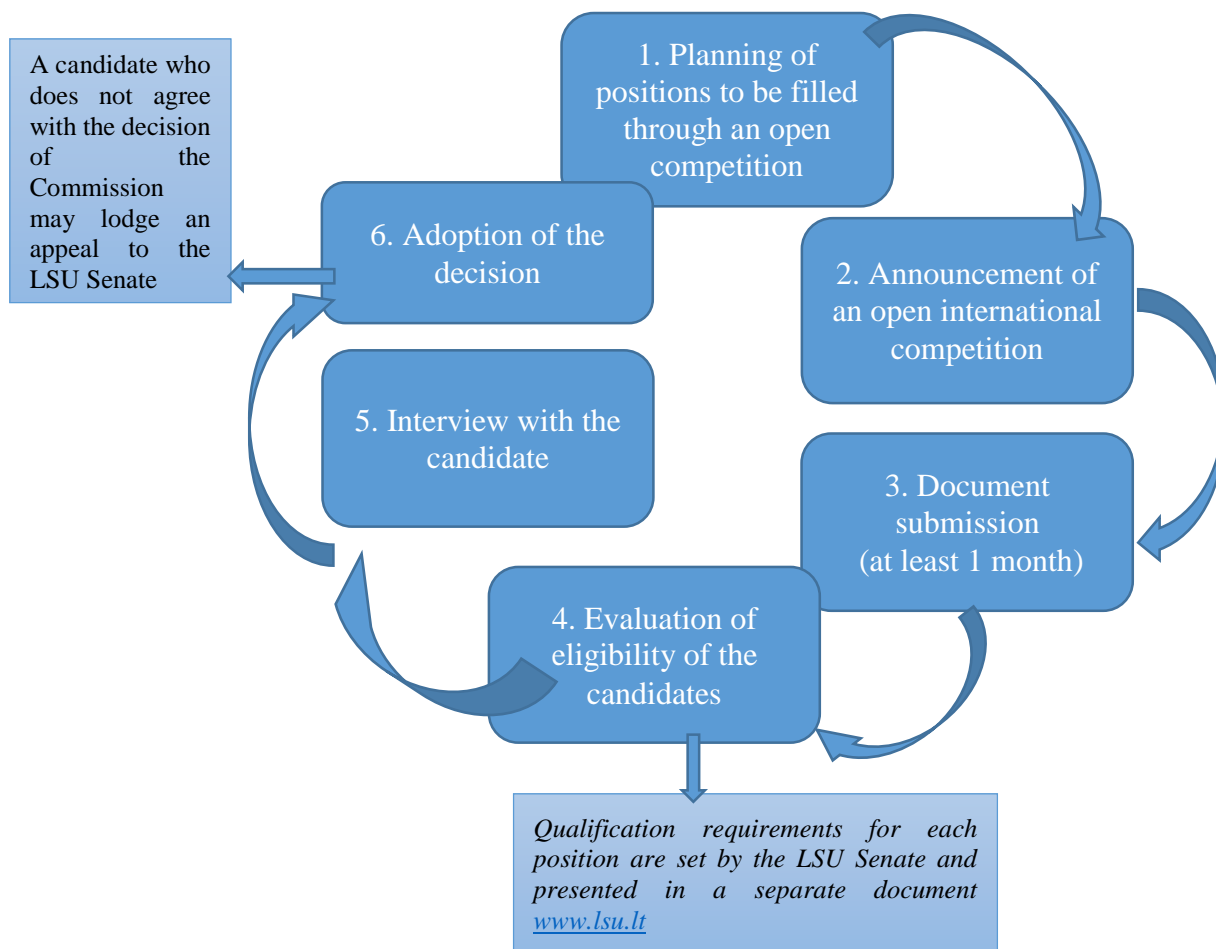 A candidate who
does not agree
with the decision
of the
Commission
may lodge an
appeal to the
LSU Senate
1. Planning of
positions to be filled
through an open
competition
2. Announcement of
an open international
competition
3. Document
submission
(at least 1 month)
4. Evaluation of
eligibility of the
candidates
5. Interview with the
candidate
6. Adoption of the
decision
Qualification requirements for each
position are set by the LSU Senate and
presented in a separate document
www.lsu.lt